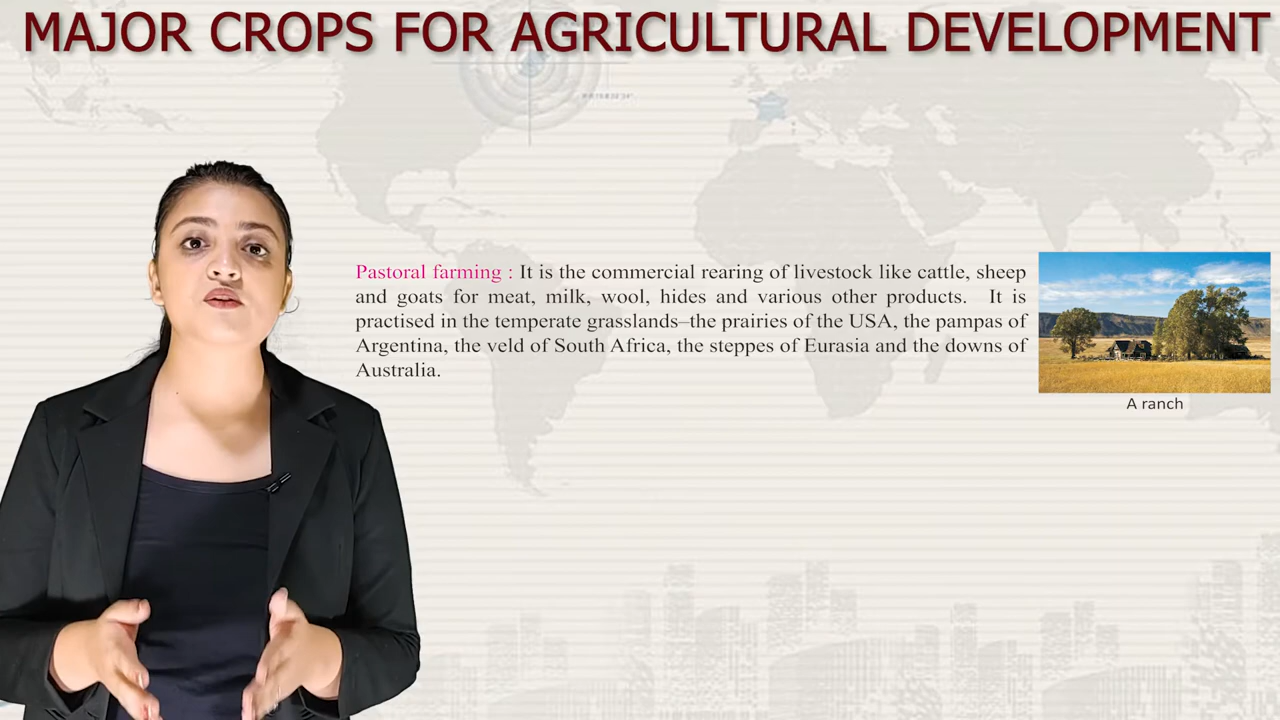 MAJOR CROPS FOR AGRICULTURAL DEVELOPMENT
Pastoral farming : It is the commercial rearing of livestock like cattle, sheep
and goats for meat, milk, wool, hides and various other products. It is
practised in the temperate grasslands–the prairies of the USA, the pampas of
Argentina, the veld of South Africa, the steppes of Eurasia and the downs of
Australia.
A ranch